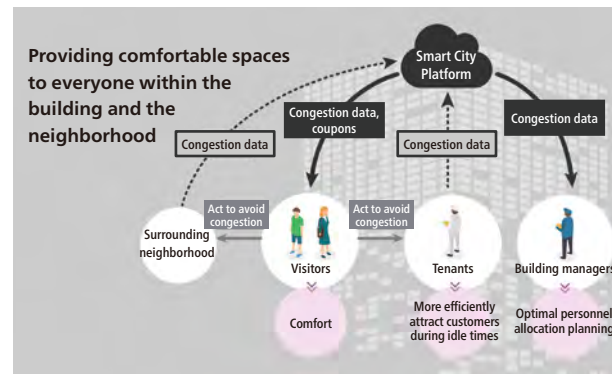 Providing comfortable spaces
to everyone within the
building and the
neighborhood
Smart City
Platform
Congestion data
Congestion data,
coupons
Congestion data
Congestion data
Act to avoid
congestion
Act to avoid
congestion
Surrounding
neighborhood
Visitors
Tenants
Building managers
Comfort
More efficiently
attract customers
during idle times
Optimal personnel
allocation planning